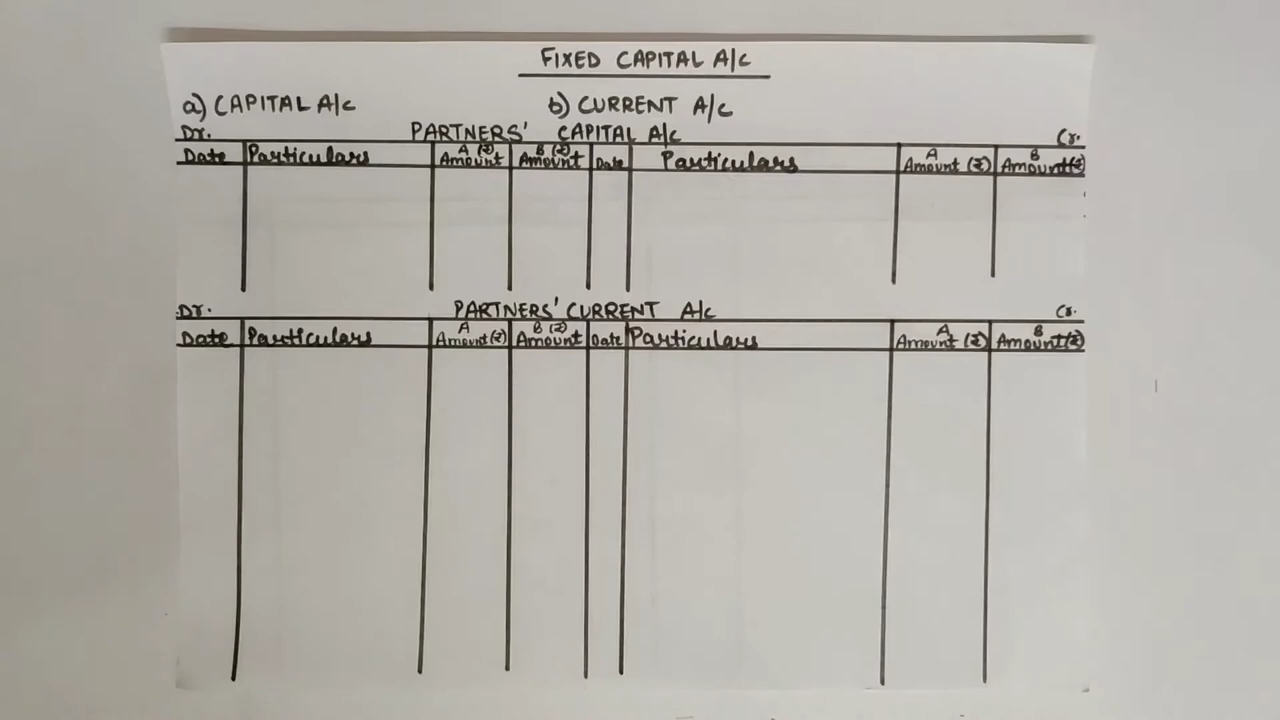 FIXED CAPITAL A/c
a) CAPITAL A/c b) CURRENT A/c
Dr. PARTNERS' CAPITAL A/c Cr.
Date Particulars A (₹) Amount B (₹) Amount Date Particulars A Amount (₹) B Amount (₹)
Dr. PARTNERS' CURRENT A/c Cr.
Date Particulars A Amount (₹) B (₹) Amount Date Particulars A Amount (₹) B Amount (₹)